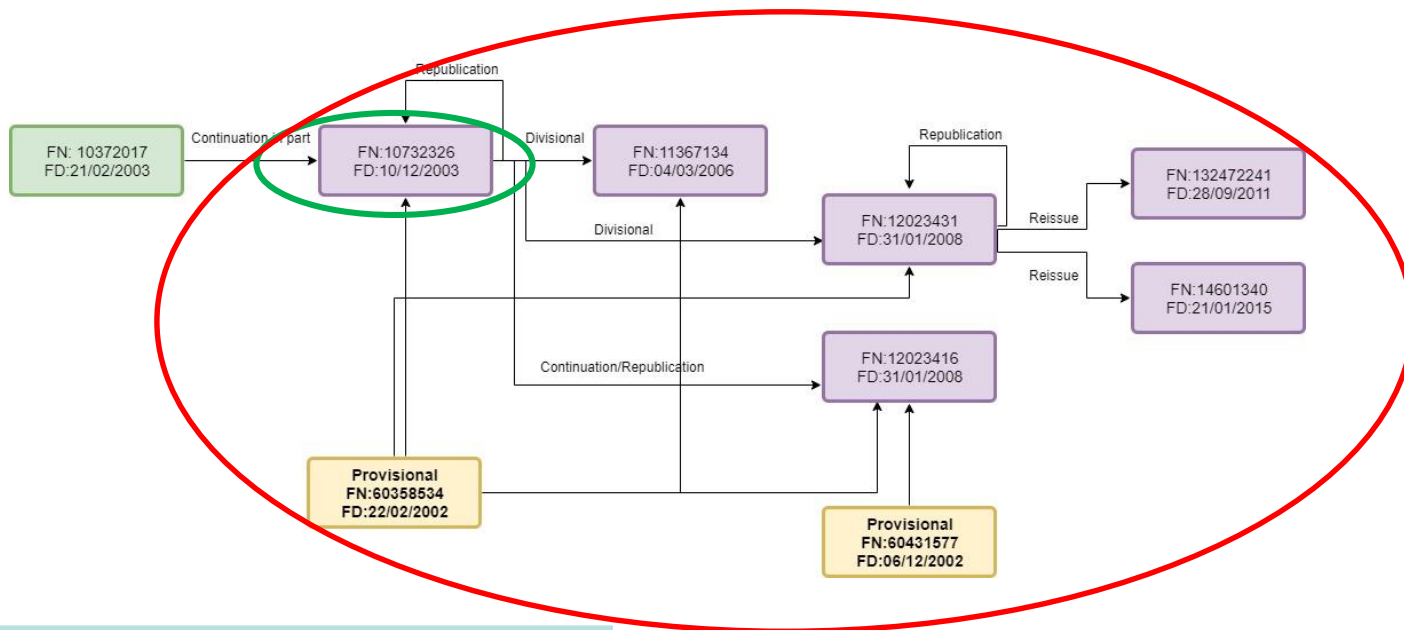 Republication
FN: 10372017
FD:21/02/2003
Continuation in part
FN:10732326
FD:10/12/2003
Divisional
FN:11367134
FD:04/03/2006
Republication
FN:132472241
FD:28/09/2011
Divisional
FN:12023431
FD:31/01/2008
Reissue
Reissue
FN:14601340
FD:21/01/2015
Continuation/Republication
FN:12023416
FD:31/01/2008
Provisional
FN:60358534
FD:22/02/2002
Provisional
FN:60431577
FD:06/12/2002